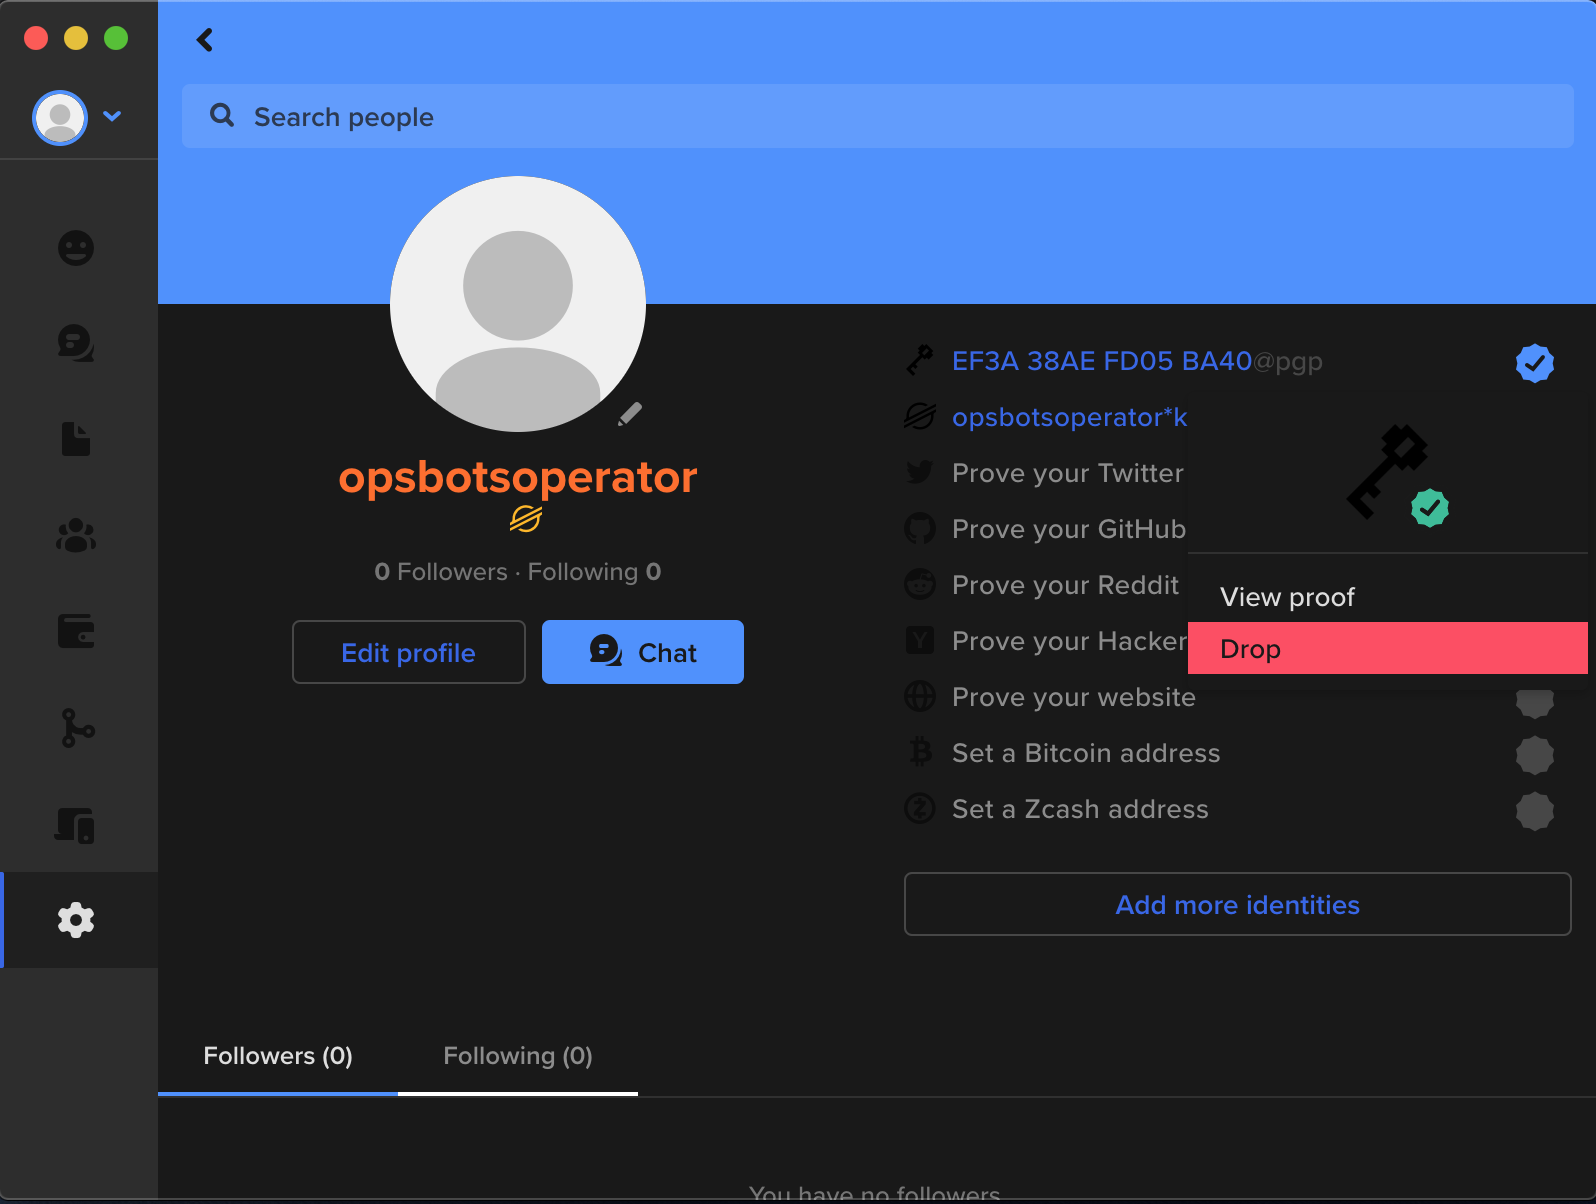 Search people
opsbotsoperator
0 Followers · Following 0
Edit profile
Chat
EF3A 38AE FD05 BA40@pgp
opsbotsoperator*k
Prove your Twitter
Prove your GitHub
Prove your Reddit
Prove your Hacker
Prove your website
Set a Bitcoin address
Set a Zcash address
View proof
Drop
Add more identities
Followers (0)
Following (0)
You have no followers